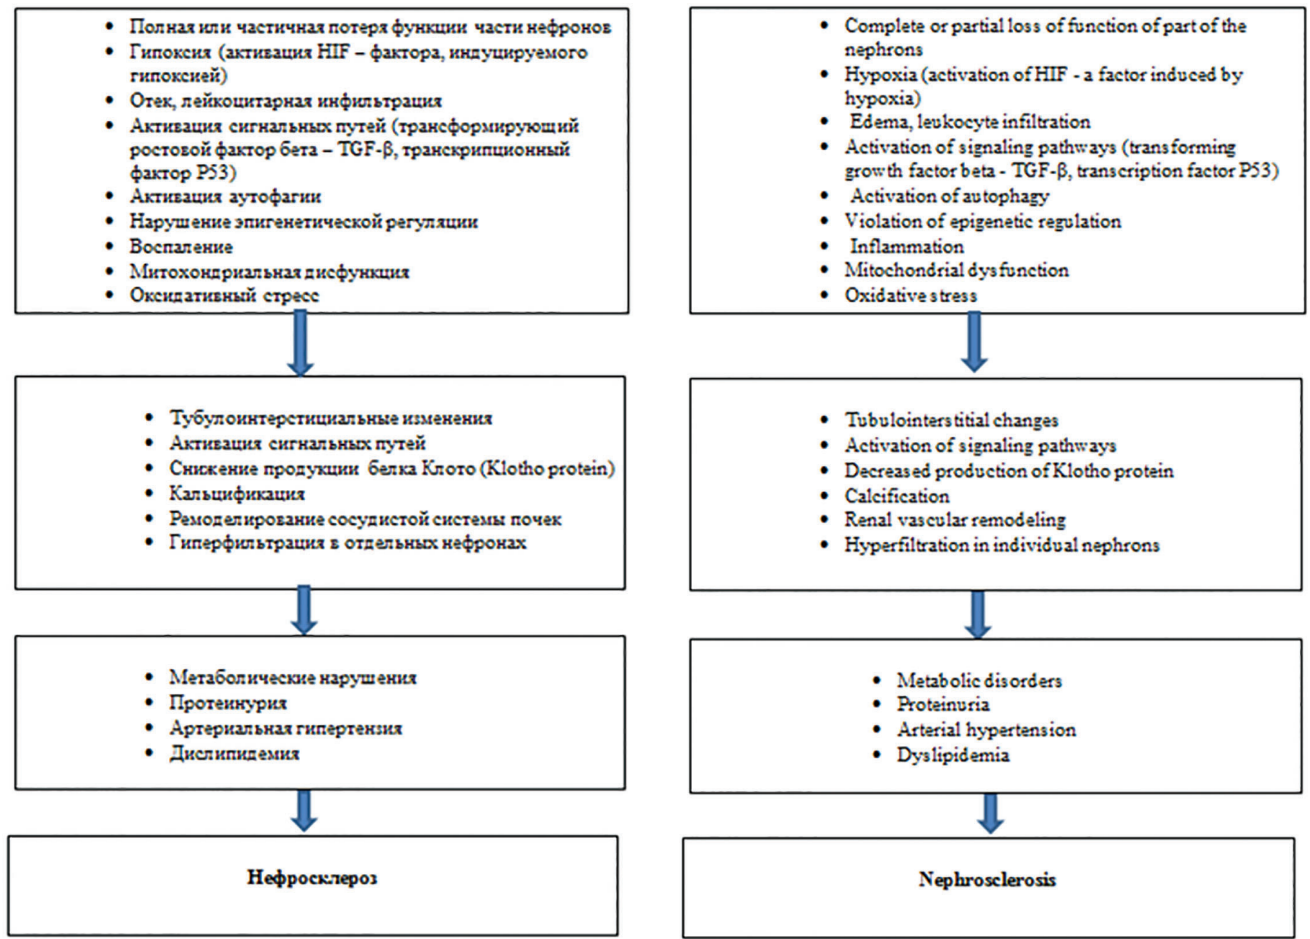 • Полная или частичная потеря функции части нефронов
• Гипоксия (активация HIF – фактора, индуцируемого
гипоксией)
• Отек, лейкоцитарная инфильтрация
• Активация сигнальных путей (трансформирующий
ростовой фактор бета – TGF-β, транскрипционный
фактор P53)
• Активация аутофагии
• Нарушение эпигенетической регуляции
• Воспаление
• Митохондриальная дисфункция
• Оксидативный стресс
• Тубулоинтерстициальные изменения
• Активация сигнальных путей
• Снижение продукции белка Клото (Klotho protein)
• Кальцификация
• Ремоделирование сосудистой системы почек
• Гиперфильтрация в отдельных нефронах
• Метаболические нарушения
• Протеинурия
• Артериальная гипертензия
• Дислипидемия
Нефросклероз
• Complete or partial loss of function of part of the
nephrons
• Hypoxia (activation of HIF - a factor induced by
hypoxia)
• Edema, leukocyte infiltration
• Activation of signaling pathways (transforming
growth factor beta - TGF-β, transcription factor P53)
• Activation of autophagy
• Violation of epigenetic regulation
• Inflammation
• Mitochondrial dysfunction
• Oxidative stress
• Tubulointerstitial changes
• Activation of signaling pathways
• Decreased production of Klotho protein
• Calcification
• Renal vascular remodeling
• Hyperfiltration in individual nephrons
• Metabolic disorders
• Proteinuria
• Arterial hypertension
• Dyslipidemia
Nephrosclerosis